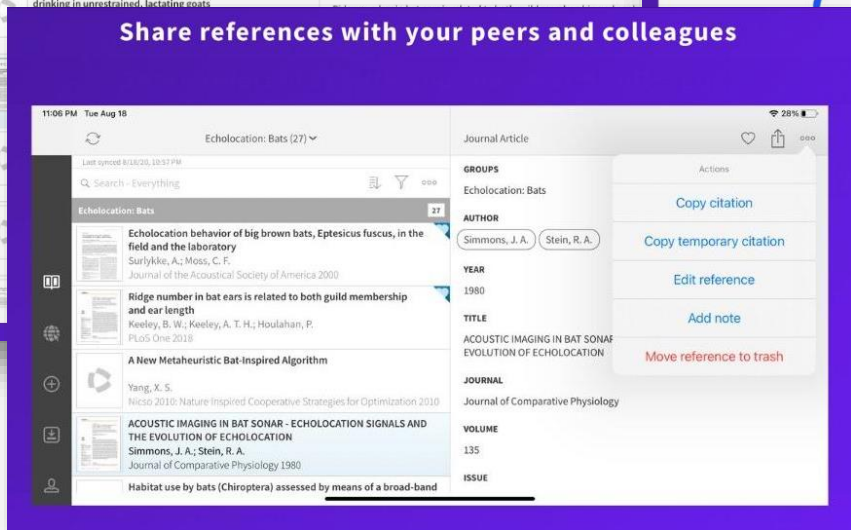 drinking in unrestrained, lactating goats
Share references with your peers and colleagues
11:06 PM Tue Aug 18
28%
Echolocation: Bats (27)
Last synced 8/18/20, 10:57 PM
Search - Everything
Echolocation: Bats
27
Echolocation behavior of big brown bats, Eptesicus fuscus, in the
field and the laboratory
Surlykke, A.; Moss, C. F.
Journal of the Acoustical Society of America 2000
Ridge number in bat ears is related to both guild membership
and ear length
Keeley, B. W.; Keeley, A. T. H.; Houlahan, P.
PLoS One 2018
A New Metaheuristic Bat-Inspired Algorithm
Yang, X. S.
Nicso 2010: Nature Inspired Cooperative Strategies for Optimization 2010
ACOUSTIC IMAGING IN BAT SONAR - ECHOLOCATION SIGNALS AND
THE EVOLUTION OF ECHOLOCATION
Simmons, J. A.; Stein, R. A.
Journal of Comparative Physiology 1980
Habitat use by bats (Chiroptera) assessed by means of a broad-band
Journal Article
GROUPS
Echolocation: Bats
AUTHOR
Simmons, J. A. Stein, R. A.
YEAR
1980
TITLE
ACOUSTIC IMAGING IN BAT SONAR
EVOLUTION OF ECHOLOCATION
JOURNAL
Journal of Comparative Physiology
VOLUME
135
ISSUE
Actions
Copy citation
Copy temporary citation
Edit reference
Add note
Move reference to trash